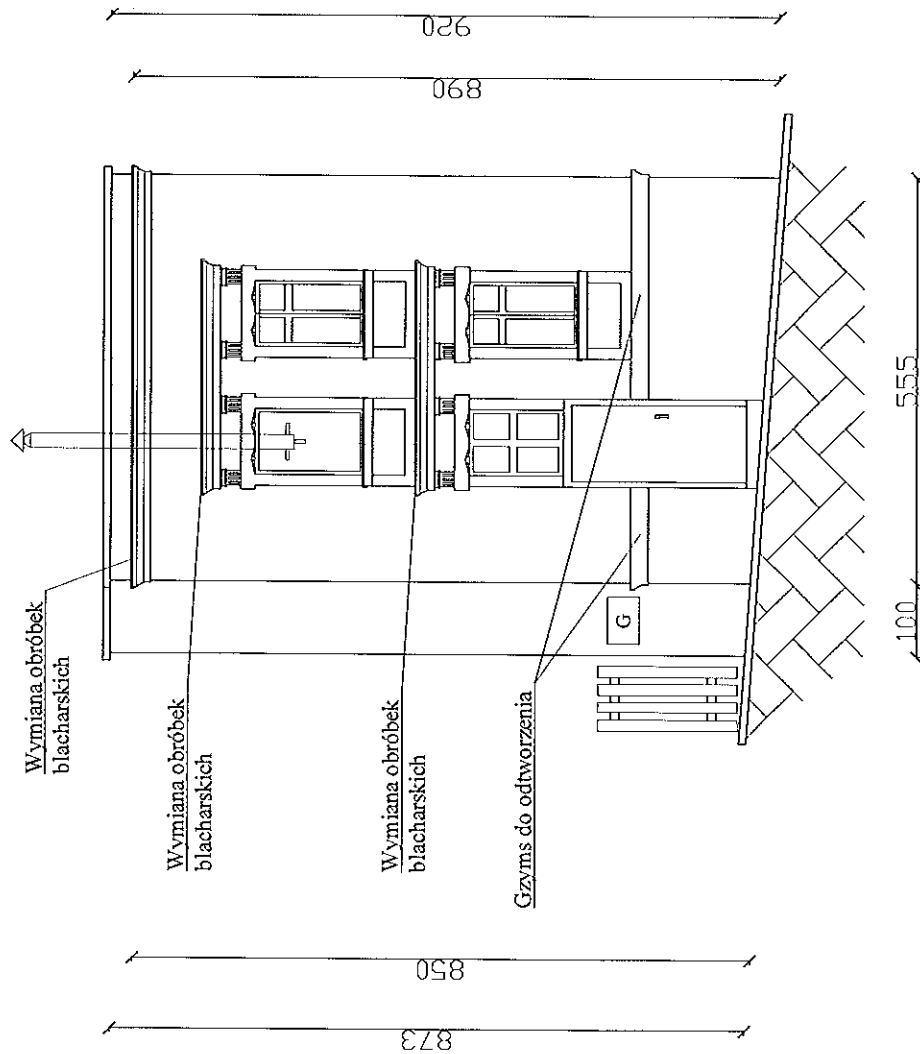 Wymiana obróbek
blacharskich
Wymiana obróbek
blacharskich
Wymiana obróbek
blacharskich
Gzyms do odtworzenia
G
873
850
890
920
100
555